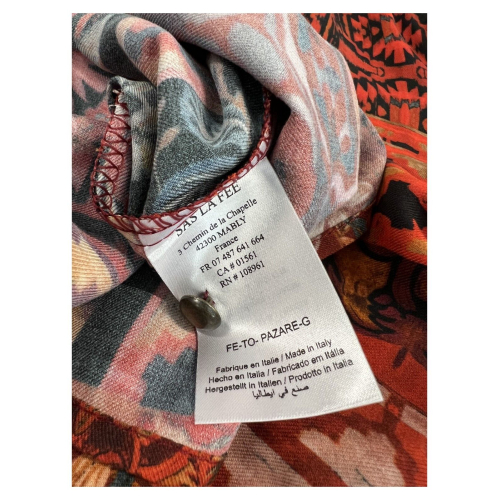 SAS LA FEE
3 Chemin de la Chapelle
42300 MABLY
France
FR 07 487 641 664
CA # 01561
RN # 108961
FE-TO- PAZARE-G
Fabrique en Italie / Made in Italy
Hecho en Italia / Fabricado em Itália
Hergestellt in Italien / Prodotto in Italia
صنع في ايطاليا